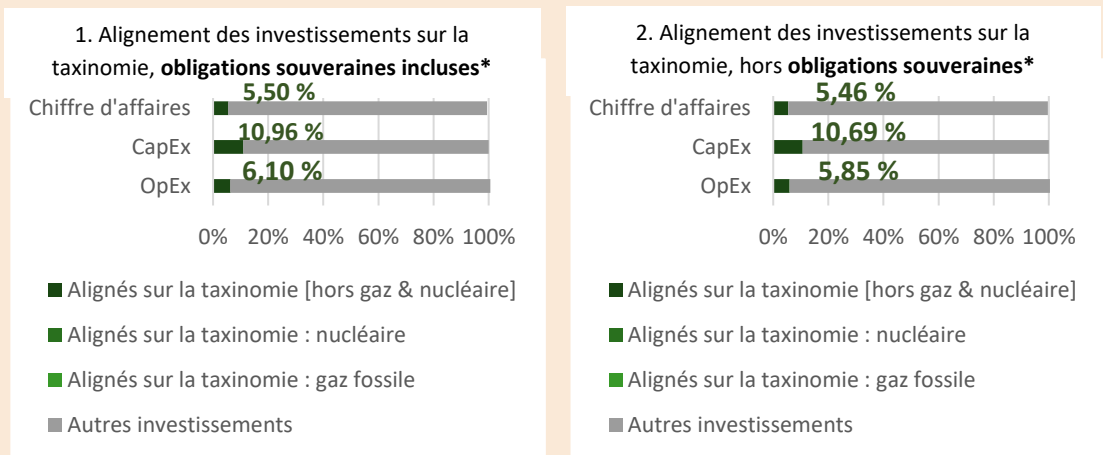 1. Alignement des investissements sur la
taxinomie, obligations souveraines incluses*
Chiffre d'affaires
5,50 %
CapEx
10,96 %
OpEx
6,10 %
0% 20% 40% 60% 80% 100%
Alignés sur la taxinomie [hors gaz & nucléaire]
Alignés sur la taxinomie : nucléaire
Alignés sur la taxinomie : gaz fossile
Autres investissements
2. Alignement des investissements sur la
taxinomie, hors obligations souveraines*
Chiffre d'affaires
5,46 %
CapEx
10,69 %
OpEx
5,85 %
0% 20% 40% 60% 80% 100%
Alignés sur la taxinomie [hors gaz & nucléaire]
Alignés sur la taxinomie : nucléaire
Alignés sur la taxinomie : gaz fossile
Autres investissements